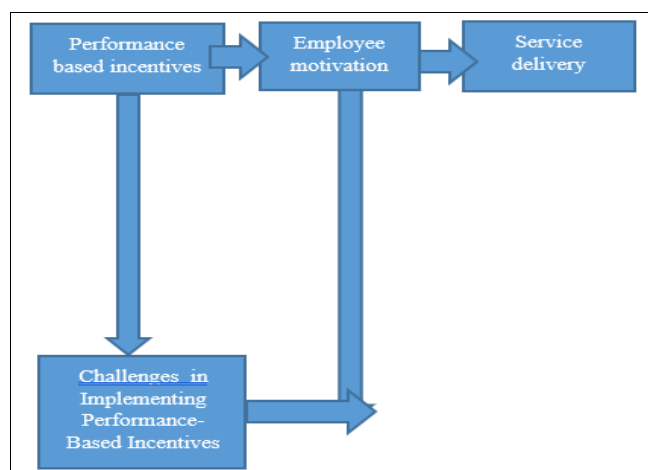 Performance
based incentives
Employee
motivation
Service
delivery
Challenges in
Implementing
Performance-
Based Incentives